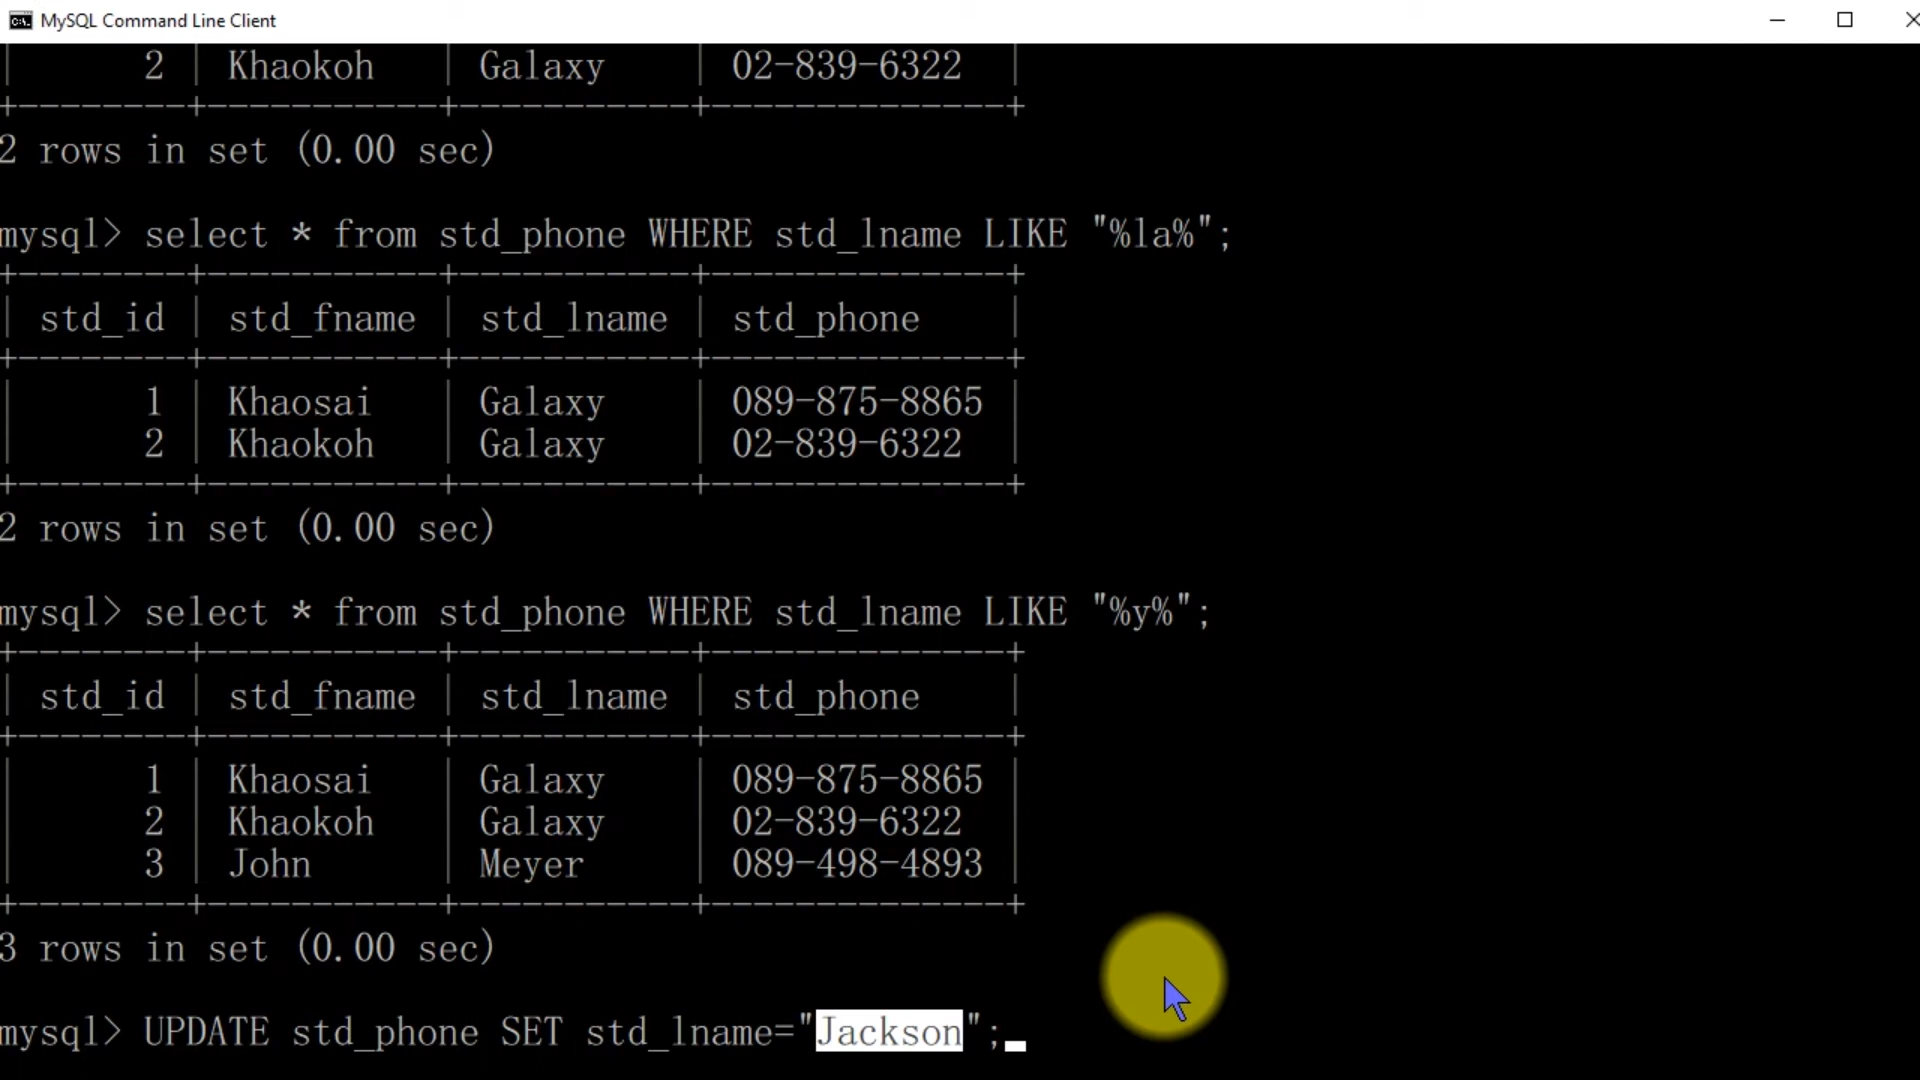 MySQL Command Line Client
|      2 | Khaokoh  | Galaxy   | 02-839-6322  |
+--------+----------+----------+--------------+
2 rows in set (0.00 sec)
mysql> select * from std_phone WHERE std_lname LIKE "%la%";
+--------+-----------+-----------+--------------+
| std_id | std_fname | std_lname | std_phone    |
+--------+-----------+-----------+--------------+
|      1 | Khaosai   | Galaxy    | 089-875-8865 |
|      2 | Khaokoh   | Galaxy    | 02-839-6322  |
+--------+-----------+-----------+--------------+
2 rows in set (0.00 sec)
mysql> select * from std_phone WHERE std_lname LIKE "%y%";
+--------+-----------+-----------+--------------+
| std_id | std_fname | std_lname | std_phone    |
+--------+-----------+-----------+--------------+
|      1 | Khaosai   | Galaxy    | 089-875-8865 |
|      2 | Khaokoh   | Galaxy    | 02-839-6322  |
|      3 | John      | Meyer     | 089-498-4893 |
+--------+-----------+-----------+--------------+
3 rows in set (0.00 sec)
mysql> UPDATE std_phone SET std_lname="Jackson";